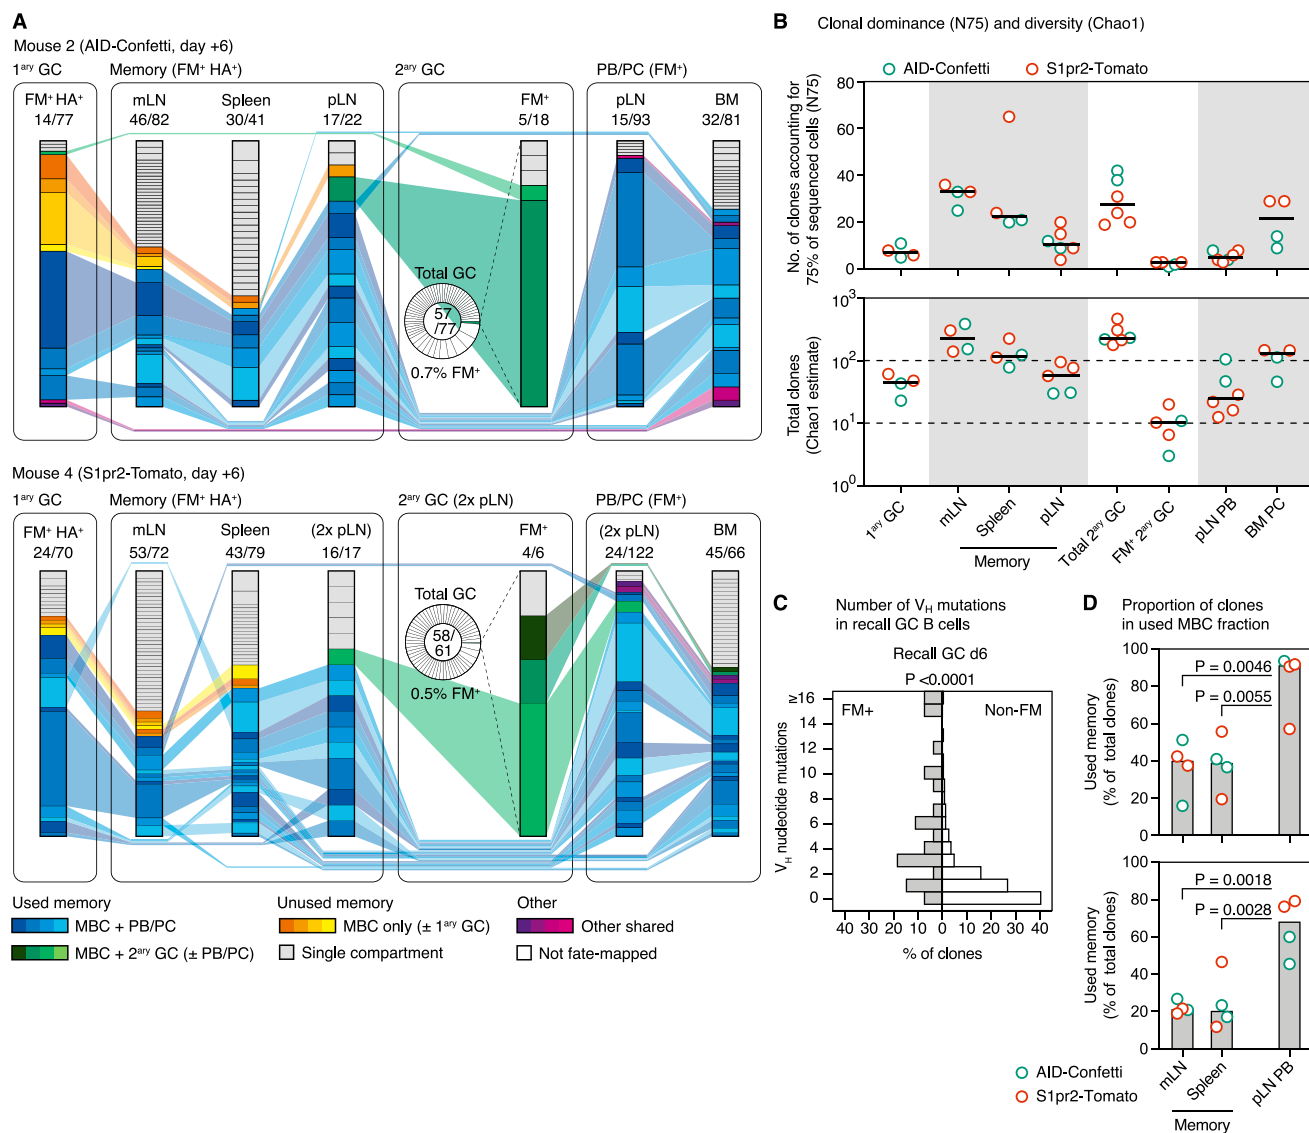 A
Mouse 2 (AID-Confetti, day +6)
1ary GC
Memory (FM+ HA+)
2ary GC
PB/PC (FM+)
FM+ HA+
14/77
mLN
46/82
Spleen
30/41
pLN
17/22
FM+
5/18
pLN
15/93
BM
32/81
Total GC
57
/77
0.7% FM+
Mouse 4 (S1pr2-Tomato, day +6)
1ary GC
Memory (FM+ HA+)
2ary GC (2x pLN)
PB/PC (FM+)
FM+ HA+
24/70
mLN
53/72
Spleen
43/79
(2x pLN)
16/17
FM+
4/6
(2x pLN)
24/122
BM
45/66
Total GC
58/
61
0.5% FM+
Used memory
MBC + PB/PC
MBC + 2ary GC (± PB/PC)
Unused memory
MBC only (± 1ary GC)
Single compartment
Other
Other shared
Not fate-mapped
B
Clonal dominance (N75) and diversity (Chao1)
AID-Confetti
S1pr2-Tomato
No. of clones accounting for
75% of sequenced cells (N75)
80
60
40
20
0
Total clones
(Chao1 estimate)
10³
10²
10¹
10⁰
1ary GC
mLN
Spleen
pLN
Total 2ary GC
FM+ 2ary GC
pLN PB
BM PC
Memory
C
Number of VH mutations
in recall GC B cells
Recall GC d6
P <0.0001
FM+
Non-FM
VH nucleotide mutations
≥16
14
12
10
8
6
4
2
0
40 30 20 10 0 10 20 30 40
% of clones
D
Proportion of clones
in used MBC fraction
Used memory
(% of total clones)
100
80
60
40
20
0
P = 0.0046
P = 0.0055
Used memory
(% of total clones)
100
80
60
40
20
0
P = 0.0018
P = 0.0028
mLN
Spleen
pLN PB
Memory
AID-Confetti
S1pr2-Tomato